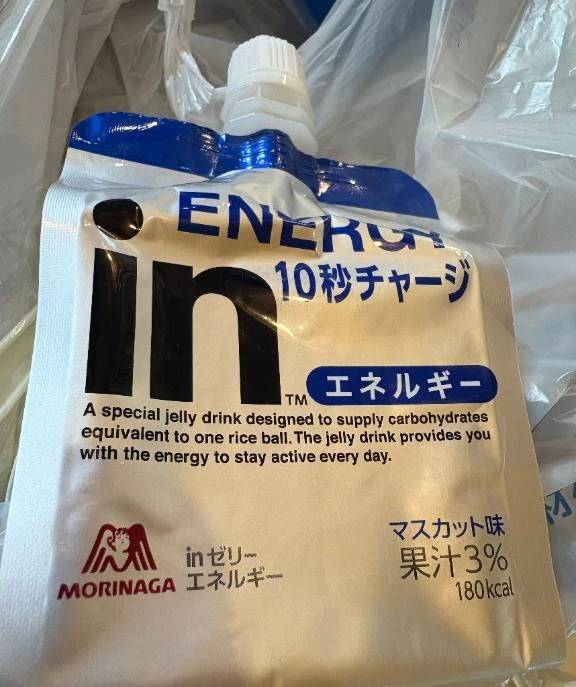 ENERGY
in
10秒チャージ
TM
エネルギー
A special jelly drink designed to supply carbohydrates
equivalent to one rice ball. The jelly drink provides you
with the energy to stay active every day.
MORINAGA
inゼリー
エネルギー
マスカット味
果汁3%
180kcal